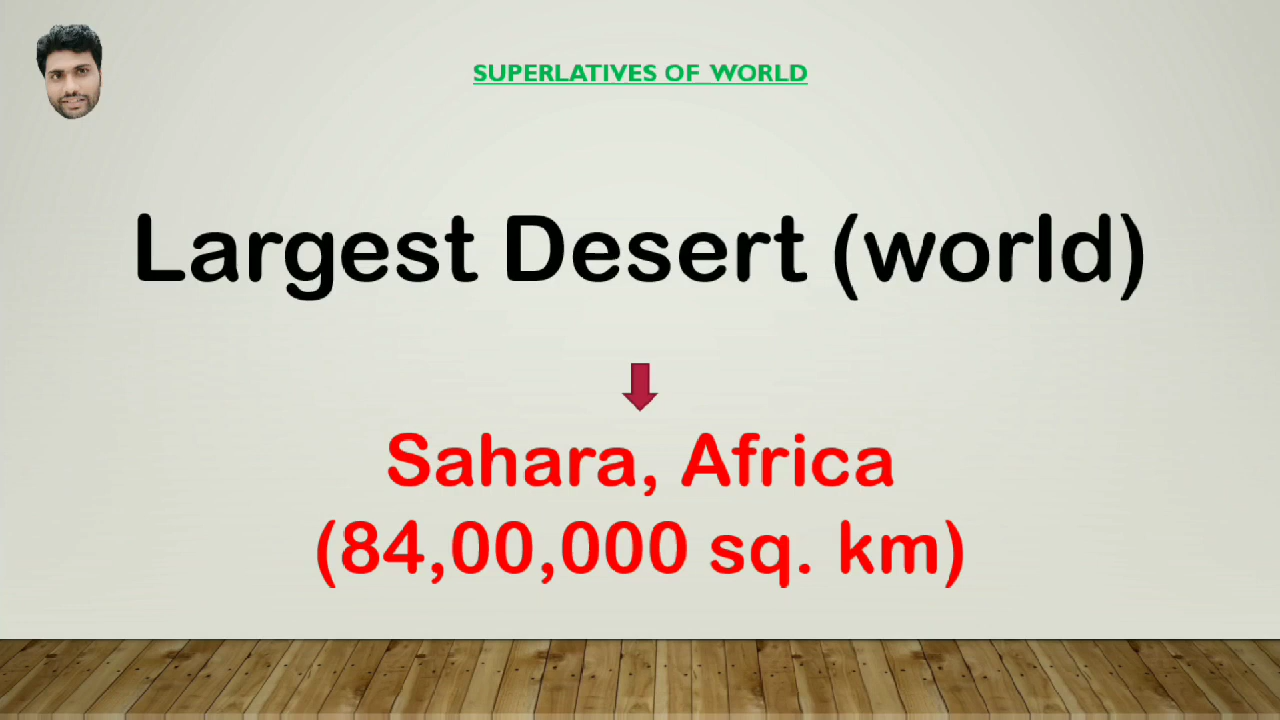 SUPERLATIVES OF WORLD
Largest Desert (world)
Sahara, Africa
(84,00,000 sq. km)